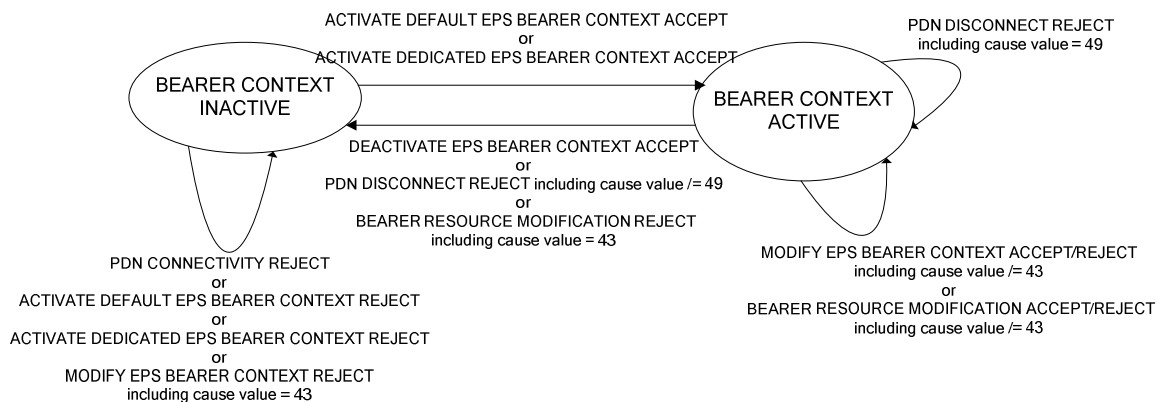 ACTIVATE DEFAULT EPS BEARER CONTEXT ACCEPT
or
ACTIVATE DEDICATED EPS BEARER CONTEXT ACCEPT
PDN DISCONNECT REJECT
including cause value = 49
BEARER CONTEXT
INACTIVE
BEARER CONTEXT
ACTIVE
DEACTIVATE EPS BEARER CONTEXT ACCEPT
or
PDN DISCONNECT REJECT including cause value /= 49
or
BEARER RESOURCE MODIFICATION REJECT
including cause value = 43
PDN CONNECTIVITY REJECT
or
ACTIVATE DEFAULT EPS BEARER CONTEXT REJECT
or
ACTIVATE DEDICATED EPS BEARER CONTEXT REJECT
or
MODIFY EPS BEARER CONTEXT REJECT
including cause value = 43
MODIFY EPS BEARER CONTEXT ACCEPT/REJECT
including cause value /= 43
or
BEARER RESOURCE MODIFICATION ACCEPT/REJECT
including cause value /= 43